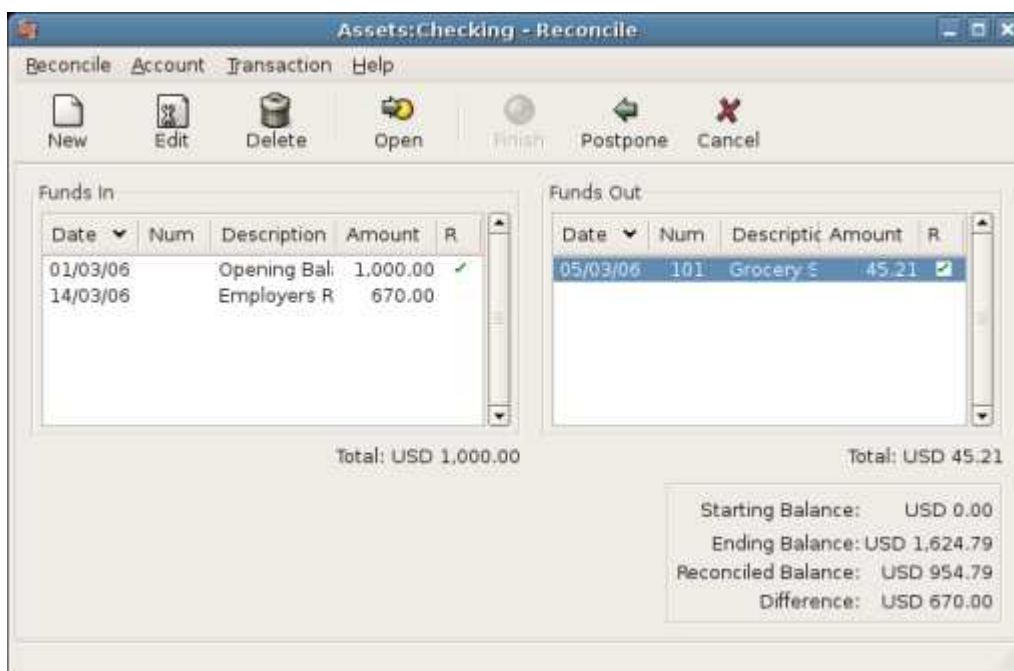 Assets:Checking - Reconcile
Reconcile Account Transaction Help
New Edit Delete Open Finish Postpone Cancel
Funds In
Date Num Description Amount R
01/03/06 Opening Bal 1,000.00
14/03/06 Employers R 670.00
Total: USD 1,000.00
Funds Out
Date Num Descriptic Amount R
05/03/06 101 Grocery S 45.21
Total: USD 45.21
Starting Balance: USD 0.00
Ending Balance: USD 1,624.79
Reconciled Balance: USD 954.79
Difference: USD 670.00